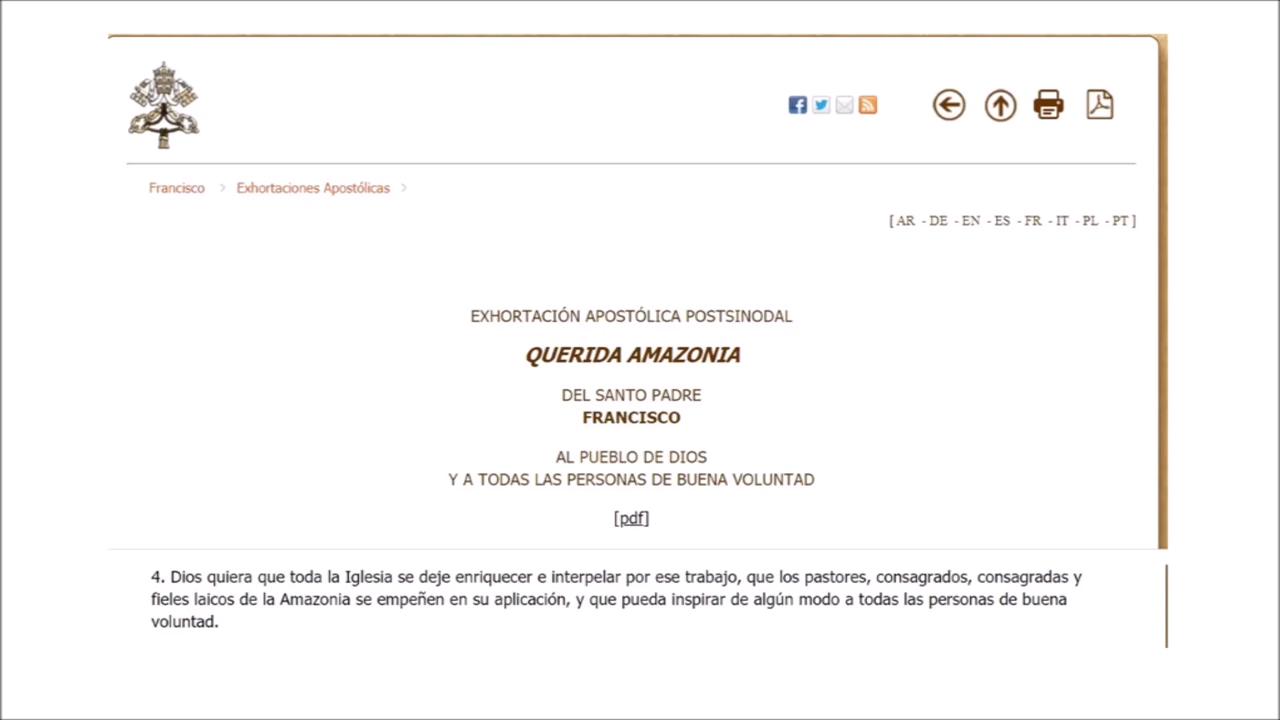 Francisco > Exhortaciones Apostólicas >
[ AR - DE - EN - ES - FR - IT - PL - PT ]
EXHORTACIÓN APOSTÓLICA POSTSINODAL
QUERIDA AMAZONIA
DEL SANTO PADRE
FRANCISCO
AL PUEBLO DE DIOS
Y A TODAS LAS PERSONAS DE BUENA VOLUNTAD
[pdf]
4. Dios quiera que toda la Iglesia se deje enriquecer e interpelar por ese trabajo, que los pastores, consagrados, consagradas y
fieles laicos de la Amazonia se empeñen en su aplicación, y que pueda inspirar de algún modo a todas las personas de buena
voluntad.